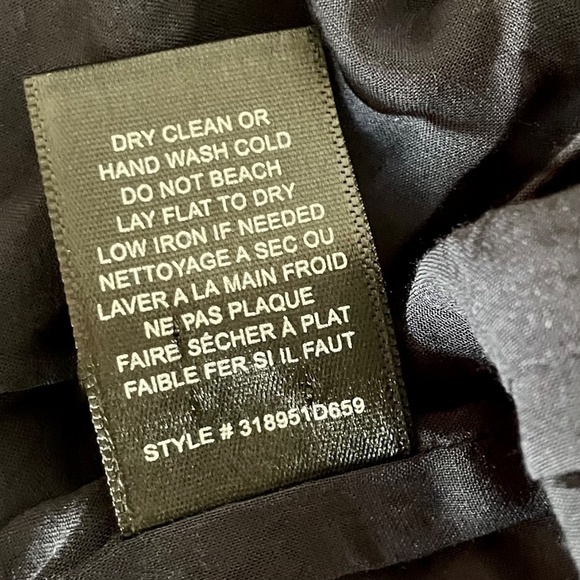 DRY CLEAN OR
HAND WASH COLD
DO NOT BEACH
LAY FLAT TO DRY
LOW IRON IF NEEDED
NETTOYAGE A SEC OU
LAVER A LA MAIN FROID
NE PAS PLAQUE
FAIRE SÉCHER À PLAT
FAIBLE FER SI IL FAUT
STYLE # 318951D659